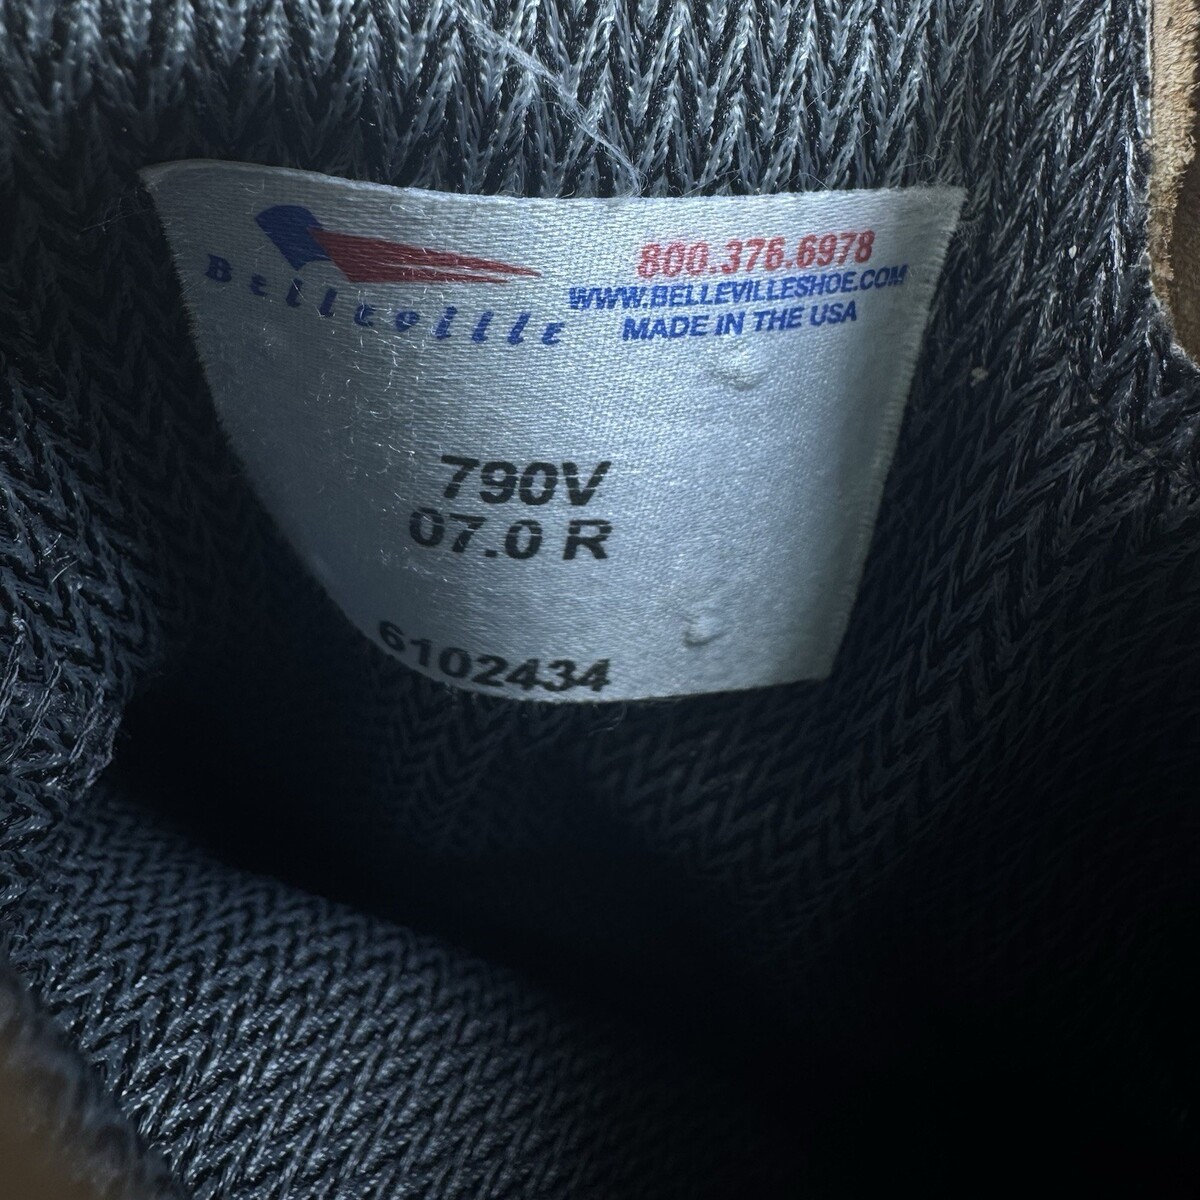 Belleville
800.376.6978
WWW.BELLEVILLESHOE.COM
MADE IN THE USA
790V
07.0 R
6102434